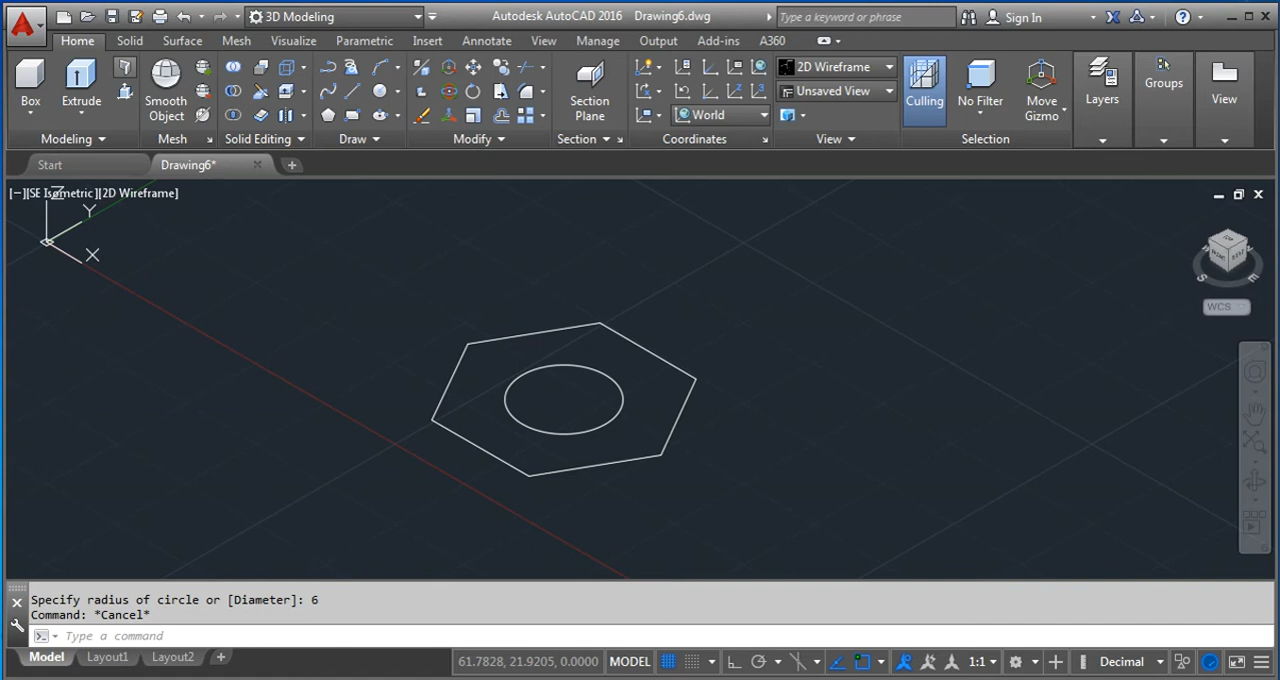 3D Modeling
Autodesk AutoCAD 2016 Drawing6.dwg
Type a keyword or phrase
Sign In
Home Solid Surface Mesh Visualize Parametric Insert Annotate View Manage Output Add-ins A360
2D Wireframe
Unsaved View
World
Box
Extrude
Smooth Object
Section Plane
Culling
No Filter
Move Gizmo
Layers
Groups
View
Modeling Mesh Solid Editing Draw Modify Section Coordinates View Selection
Start Drawing6*
[−][SE Isometric][2D Wireframe]
Z
Y
X
TOP
S
E
WCS
Specify radius of circle or [Diameter]: 6
Command: *Cancel*
Type a command
Model Layout1 Layout2
61.7828, 21.9205, 0.0000 MODEL 1:1 Decimal